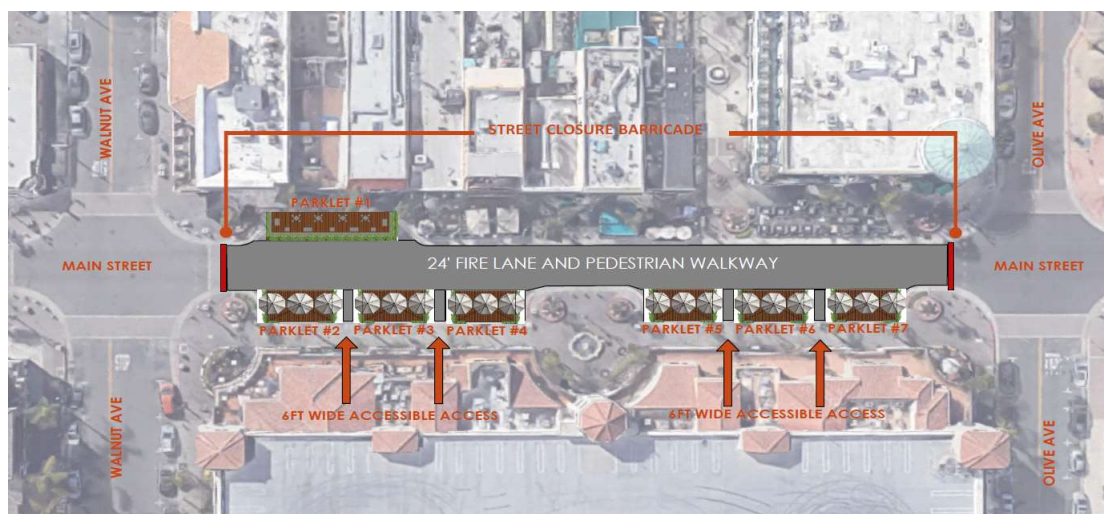 WALNUT AVE
OLIVE AVE
STREET CLOSURE BARRICADE
PARKLET #1
MAIN STREET
24' FIRE LANE AND PEDESTRIAN WALKWAY
MAIN STREET
PARKLET #2
PARKLET #3
PARKLET #4
PARKLET #5
PARKLET #6
PARKLET #7
6FT WIDE ACCESSIBLE ACCESS
6FT WIDE ACCESSIBLE ACCESS
WALNUT AVE
OLIVE AVE